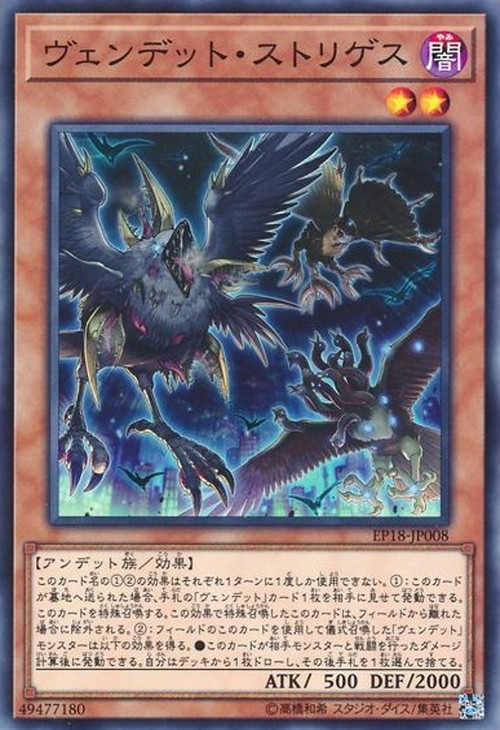 ヴェンデット・ストリゲス
闇
EP18-JP008
【アンデット族／効果】
このカード名の①②の効果はそれぞれ1ターンに1度しか使用できない。①：このカード
が墓地へ送られた場合、手札の「ヴェンデット」カード1枚を相手に見せて発動できる。
このカードを特殊召喚する。この効果で特殊召喚したこのカードは、フィールドから離れた
場合に除外される。②：フィールドのこのカードを使用して儀式召喚した「ヴェンデット」
モンスターは以下の効果を得る。●このカードが相手モンスターと戦闘を行ったダメージ
計算後に発動できる。自分はデッキから1枚ドローし、その後手札を1枚選んで捨てる。
ATK/ 500 DEF/2000
49477180
©高橋和希 スタジオ・ダイス/集英社